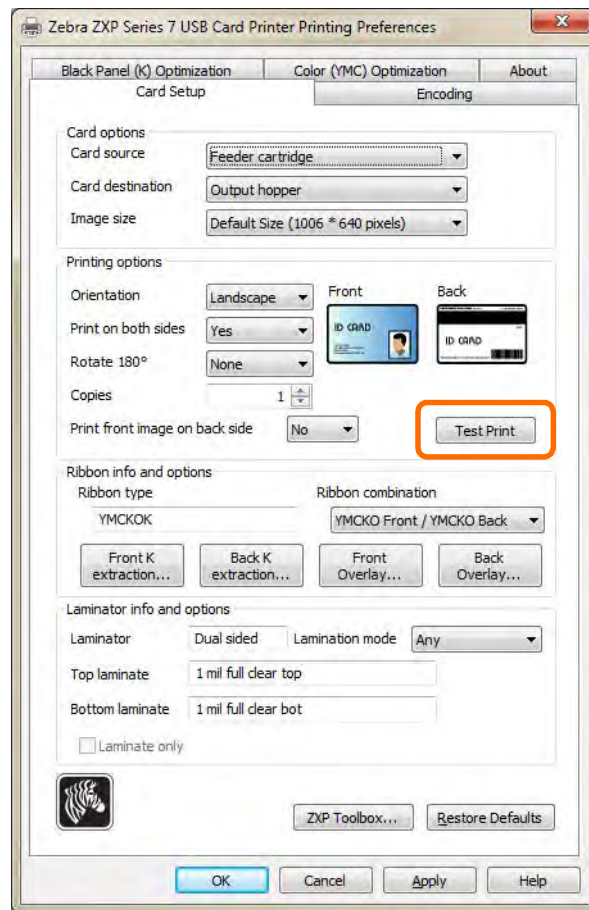 Zebra ZXP Series 7 USB Card Printer Printing Preferences
Black Panel (K) Optimization Color (YMC) Optimization About
Card Setup Encoding
Card options
Card source Feeder cartridge
Card destination Output hopper
Image size Default Size (1006 * 640 pixels)
Printing options
Orientation Landscape Front Back
Print on both sides Yes ID CARD ID CARD
Rotate 180° None
Copies 1
Print front image on back side No Test Print
Ribbon info and options
Ribbon type Ribbon combination
YMCKOK YMCKO Front / YMCKO Back
Front K Back K Front Back
extraction... extraction... Overlay... Overlay...
Laminator info and options
Laminator Dual sided Lamination mode Any
Top laminate 1 mil full clear top
Bottom laminate 1 mil full clear bot
Laminate only
ZXP Toolbox... Restore Defaults
OK Cancel Apply Help